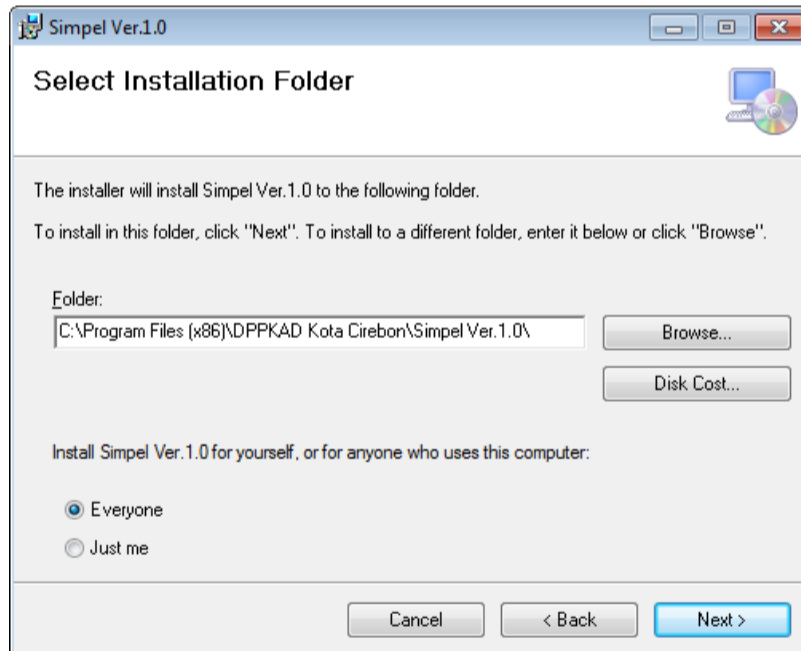 Simpel Ver.1.0
Select Installation Folder
The installer will install Simpel Ver.1.0 to the following folder.
To install in this folder, click "Next". To install to a different folder, enter it below or click "Browse".
Folder:
C:\Program Files (x86)\DPPKAD Kota Cirebon\Simpel Ver.1.0\
Browse...
Disk Cost...
Install Simpel Ver.1.0 for yourself, or for anyone who uses this computer:
Everyone
Just me
Cancel
< Back
Next >